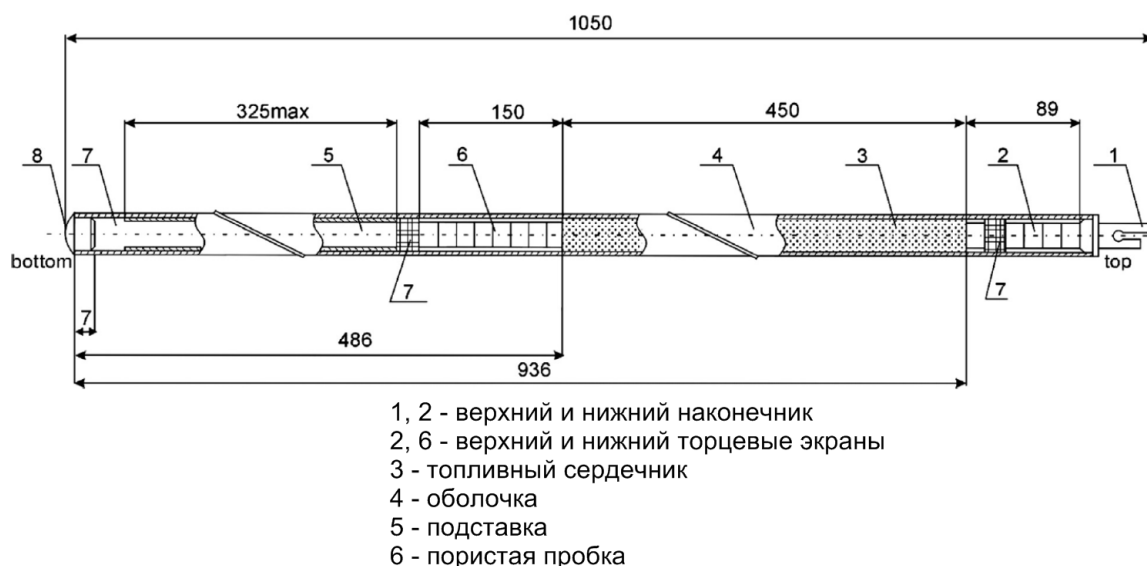 1050
325max 150 450 89
8 7 5 6 4 3 2 1
bottom top
7 7
7
486
936
1, 2 - верхний и нижний наконечник
2, 6 - верхний и нижний торцевые экраны
3 - топливный сердечник
4 - оболочка
5 - подставка
6 - пористая пробка